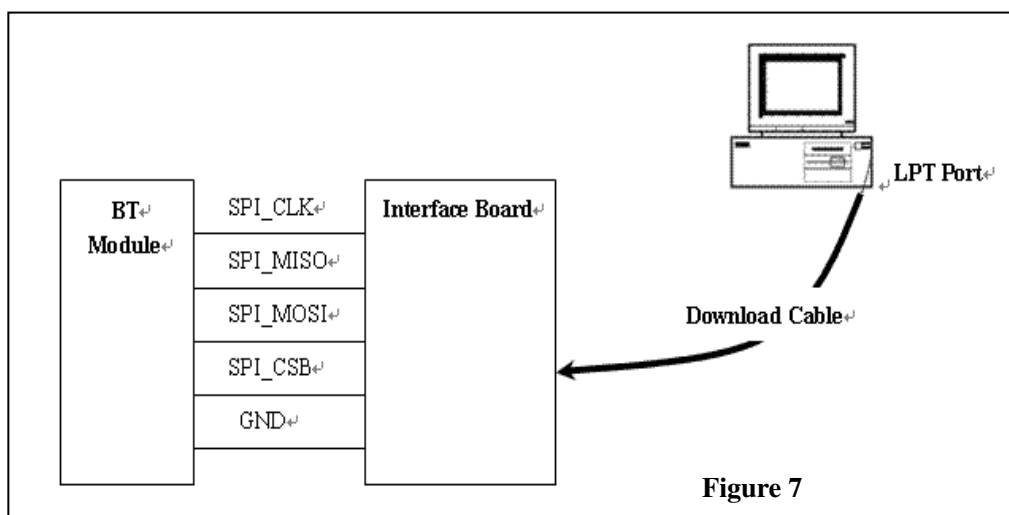 LPT Port
BT
Module
SPI_CLK
Interface Board
SPI_MISO
SPI_MOSI
Download Cable
SPI_CSB
GND
Figure 7